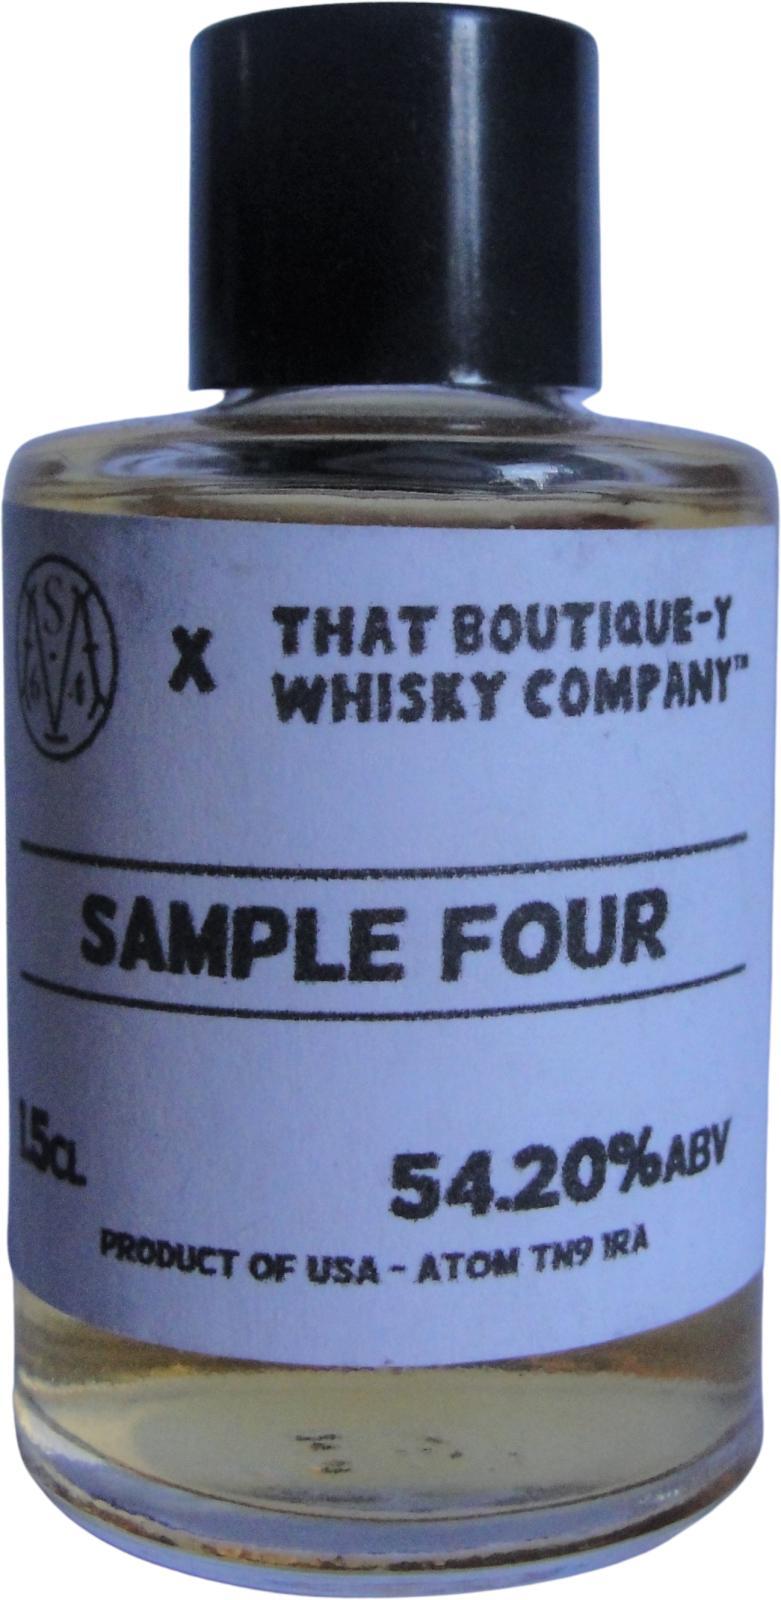 X
THAT BOUTIQUE-Y
WHISKY COMPANY™
SAMPLE FOUR
1.5CL
54.20%ABV
PRODUCT OF USA - ATOM TN9 1RA